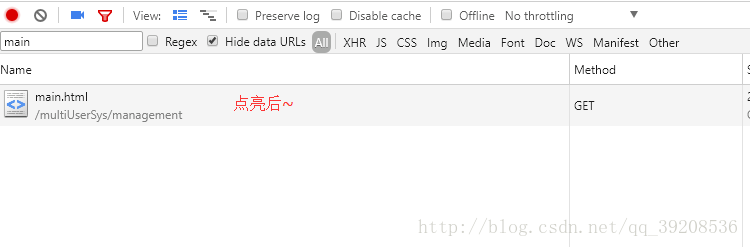 View: Preserve log Disable cache Offline No throttling
main Regex Hide data URLs All XHR JS CSS Img Media Font Doc WS Manifest Other
Name Method
main.html
/multiUserSys/management
点亮后~
GET
http://blog.csdn.net/qq_39208536